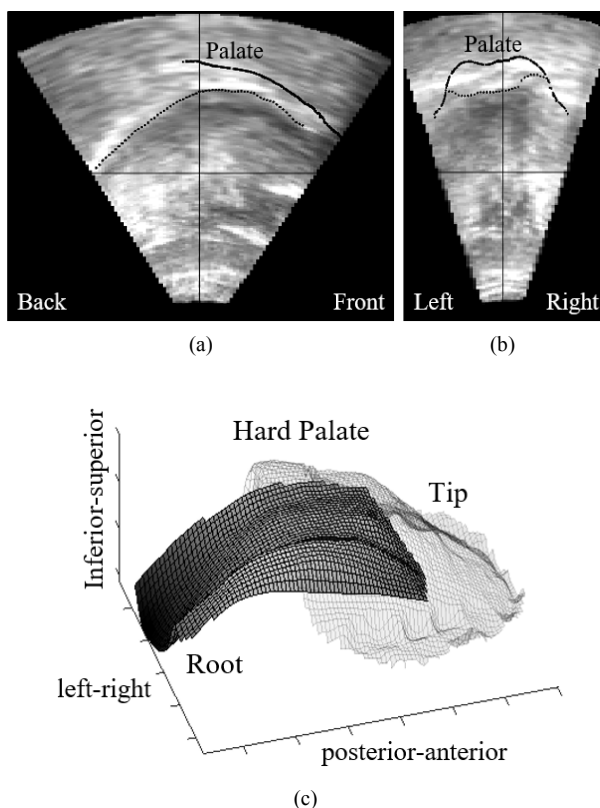 Palate
Back
Front
Palate
Left
Right
(a)
(b)
Hard Palate
Tip
Inferior-superior
Root
left-right
posterior-anterior
(c)